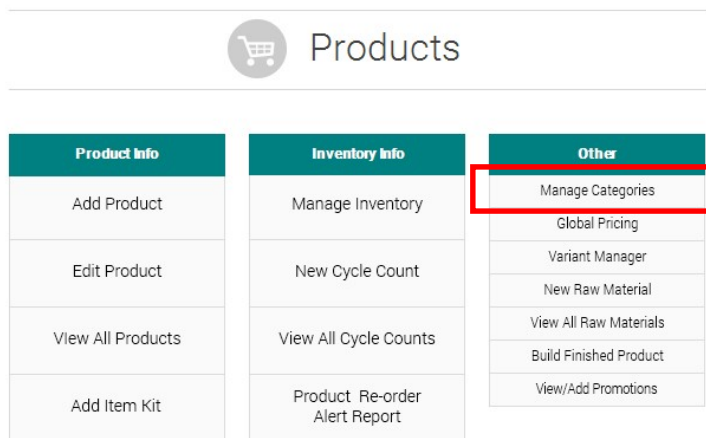 Products
Product Info
Add Product
Edit Product
VIew All Products
Add Item Kit
Inventory Info
Manage Inventory
New Cycle Count
View All Cycle Counts
Product Re-order
Alert Report
Other
Manage Categories
Global Pricing
Variant Manager
New Raw Material
View All Raw Materials
Build Finished Product
View/Add Promotions